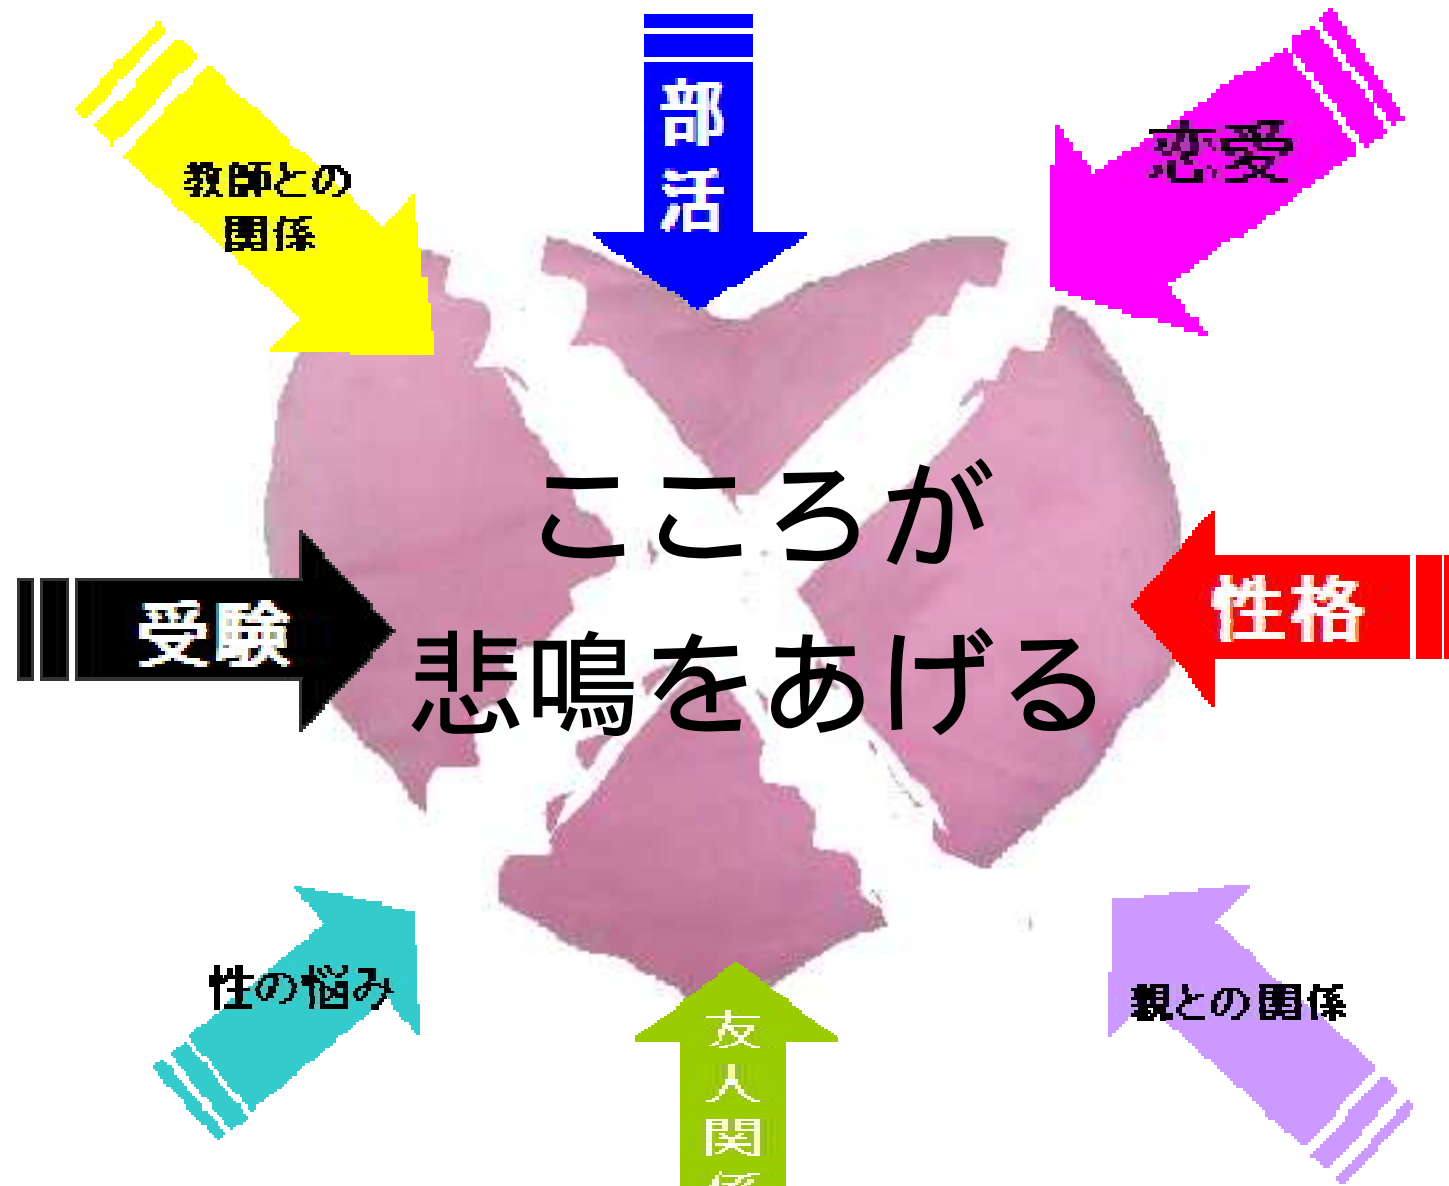 部活
恋愛
教師との
関係
こころが
悲鳴をあげる
受験
性格
性の悩み
親との関係
友人関係